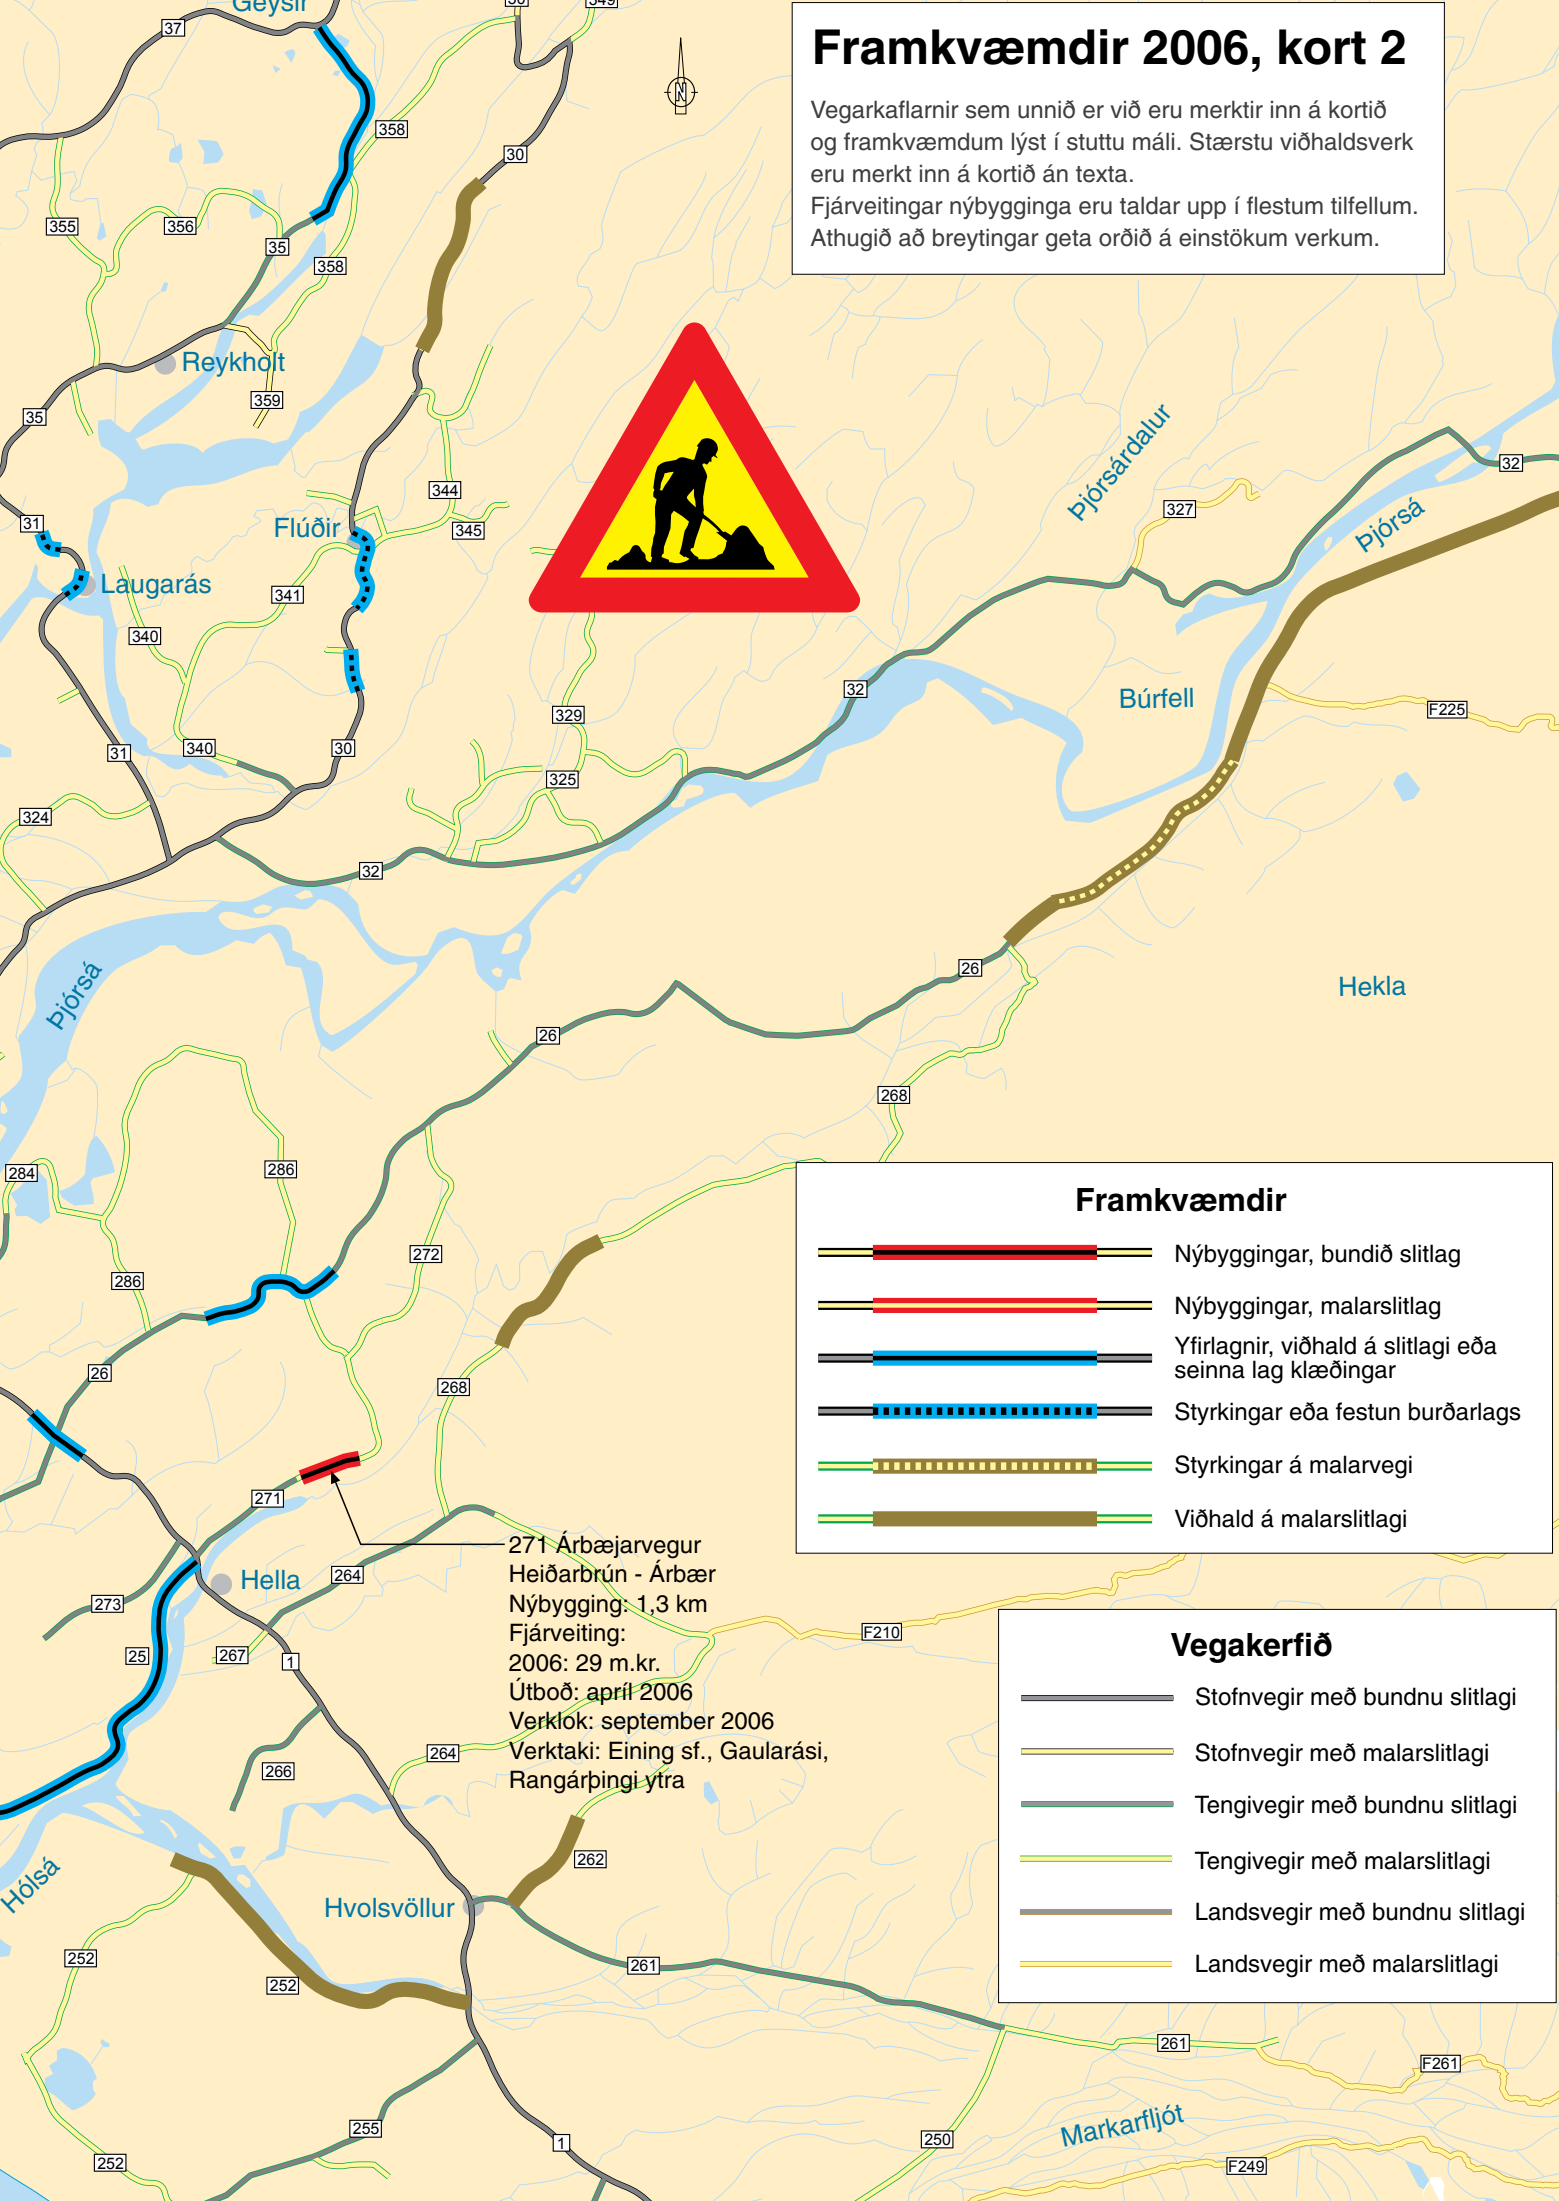 Geysir
36
349
37
Framkvæmdir 2006, kort 2
Vegarkaflarnir sem unnið er við eru merktir inn á kortið
og framkvæmdum lýst í stuttu máli. Stærstu viðhaldsverk
eru merkt inn á kortið án texta.
Fjárveitingar nýbygginga eru taldar upp í flestum tilfellum.
Athugið að breytingar geta orðið á einstökum verkum.
N
358
30
355
356
35
358
Reykholt
359
35
Þjórsárdalur
32
344
327
31
Flúðir
345
Þjórsá
Laugarás
341
340
32
Búrfell
F225
329
31
340
30
325
324
32
26
Þjórsá
Hekla
26
268
284
286
Framkvæmdir
Nýbyggingar, bundið slitlag
Nýbyggingar, malarslitlag
Yfirlagnir, viðhald á slitlagi eða
seinna lag klæðingar
Styrkingar eða festun burðarlags
Styrkingar á malarvegi
Viðhald á malarslitlagi
272
286
26
268
271
271 Árbæjarvegur
Heiðarbrún - Árbær
Nýbygging: 1,3 km
Fjárveiting:
2006: 29 m.kr.
Útboð: apríl 2006
Verklok: september 2006
Verktaki: Eining sf., Gaularási,
Rangárþingi ytra
Hella
264
273
25
267
1
F210
Vegakerfið
Stofnvegir með bundnu slitlagi
Stofnvegir með malarslitlagi
Tengivegir með bundnu slitlagi
Tengivegir með malarslitlagi
Landsvegir með bundnu slitlagi
Landsvegir með malarslitlagi
264
266
262
Hólsá
Hvolsvöllur
252
261
252
261
F261
255
Markarfljót
250
1
252
F249